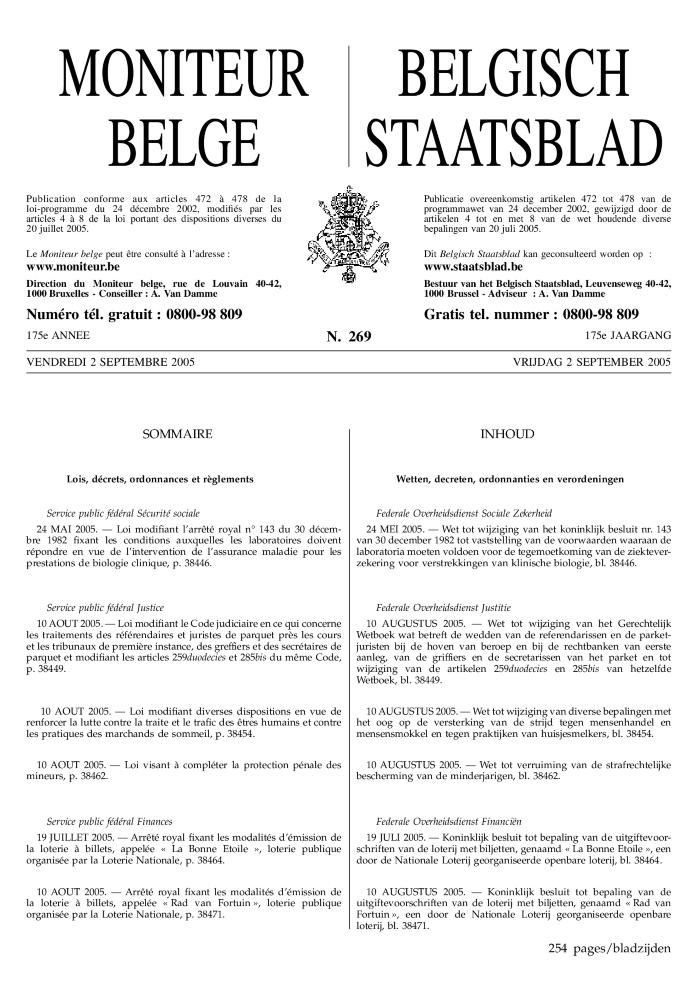 MONITEUR
BELGE
BELGISCH
STAATSBLAD
Publication conforme aux articles 472 à 478 de la
loi-programme du 24 décembre 2002, modifiés par les
articles 4 à 8 de la loi portant des dispositions diverses du
20 juillet 2005.
Le Moniteur belge peut être consulté à l'adresse :
www.moniteur.be
Direction du Moniteur belge, rue de Louvain 40-42,
1000 Bruxelles - Conseiller : A. Van Damme
Numéro tél. gratuit : 0800-98 809
175e ANNEE
Publicatie overeenkomstig artikelen 472 tot 478 van de
programmawet van 24 december 2002, gewijzigd door de
artikelen 4 tot en met 8 van de wet houdende diverse
bepalingen van 20 juli 2005.
Dit Belgisch Staatsblad kan geconsulteerd worden op :
www.staatsblad.be
Bestuur van het Belgisch Staatsblad, Leuvenseweg 40-42,
1000 Brussel - Adviseur : A. Van Damme
Gratis tel. nummer : 0800-98 809
N. 269
175e JAARGANG
VENDREDI 2 SEPTEMBRE 2005
VRIJDAG 2 SEPTEMBER 2005
SOMMAIRE
Lois, décrets, ordonnances et règlements
Service public fédéral Sécurité sociale
24 MAI 2005. — Loi modifiant l'arrêté royal n° 143 du 30 décem-
bre 1982 fixant les conditions auxquelles les laboratoires doivent
répondre en vue de l'intervention de l'assurance maladie pour les
prestations de biologie clinique, p. 38446.
Service public fédéral Justice
10 AOUT 2005. — Loi modifiant le Code judiciaire en ce qui concerne
les traitements des référendaires et juristes de parquet près les cours
et les tribunaux de première instance, des greffiers et des secrétaires de
parquet et modifiant les articles 259duodecies et 285bis du même Code,
p. 38449.
10 AOUT 2005. — Loi modifiant diverses dispositions en vue de
renforcer la lutte contre la traite et le trafic des êtres humains et contre
les pratiques des marchands de sommeil, p. 38454.
10 AOUT 2005. — Loi visant à compléter la protection pénale des
mineurs, p. 38462.
Service public fédéral Finances
19 JUILLET 2005. — Arrêté royal fixant les modalités d'émission de
la loterie à billets, appelée « La Bonne Etoile », loterie publique
organisée par la Loterie Nationale, p. 38464.
10 AOUT 2005. — Arrêté royal fixant les modalités d'émission de
la loterie à billets, appelée « Rad van Fortuin », loterie publique
organisée par la Loterie Nationale, p. 38471.
INHOUD
Wetten, decreten, ordonnanties en verordeningen
Federale Overheidsdienst Sociale Zekerheid
24 MEI 2005. — Wet tot wijziging van het koninklijk besluit nr. 143
van 30 december 1982 tot vaststelling van de voorwaarden waaraan de
laboratoria moeten voldoen voor de tegemoetkoming van de ziektever-
zekering voor verstrekkingen van klinische biologie, bl. 38446.
Federale Overheidsdienst Justitie
10 AUGUSTUS 2005. — Wet tot wijziging van het Gerechtelijk
Wetboek wat betreft de wedden van de referendarissen en de parket-
juristen bij de hoven van beroep en bij de rechtbanken van eerste
aanleg, van de griffiers en de secretarissen van het parket en tot
wijziging van de artikelen 259duodecies en 285bis van hetzelfde
Wetboek, bl. 38449.
10 AUGUSTUS 2005. — Wet tot wijziging van diverse bepalingen met
het oog op de versterking van de strijd tegen mensenhandel en
mensensmokkel en tegen praktijken van huisjesmelkers, bl. 38454.
10 AUGUSTUS 2005. — Wet tot verruiming van de strafrechtelijke
bescherming van de minderjarigen, bl. 38462.
Federale Overheidsdienst Financiën
19 JULI 2005. — Koninklijk besluit tot bepaling van de uitgiftevoor-
schriften van de loterij met biljetten, genaamd « La Bonne Etoile », een
door de Nationale Loterij georganiseerde openbare loterij, bl. 38464.
10 AUGUSTUS 2005. — Koninklijk besluit tot bepaling van de
uitgiftevoorschriften van de loterij met biljetten, genaamd « Rad van
Fortuin », een door de Nationale Loterij georganiseerde openbare
loterij, bl. 38471.
254 pages/bladzijden